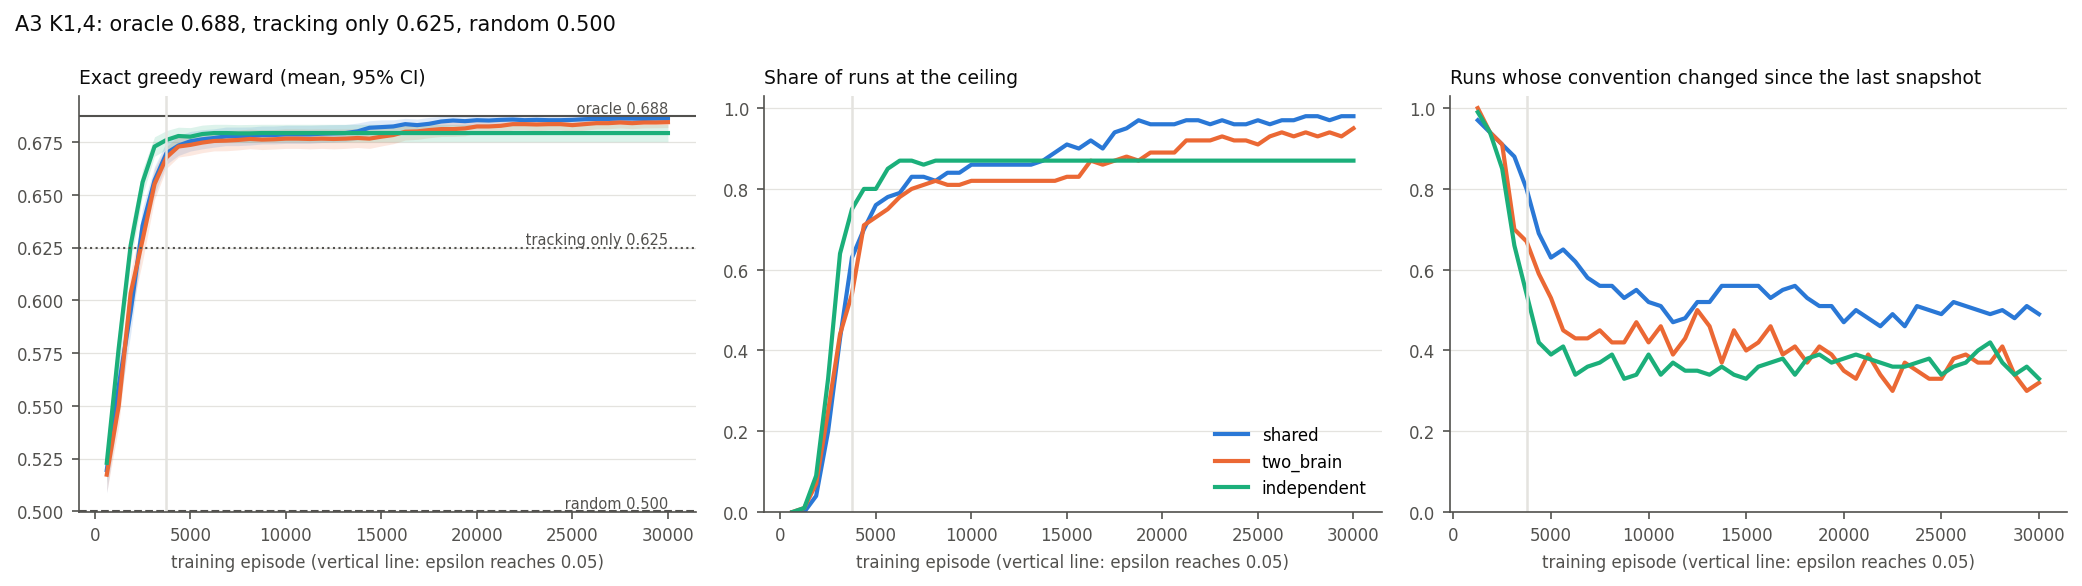 A3 K1,4: oracle 0.688, tracking only 0.625, random 0.500
Exact greedy reward (mean, 95% CI)
oracle 0.688
tracking only 0.625
random 0.500
0.675
0.650
0.625
0.600
0.575
0.550
0.525
0.500
0 5000 10000 15000 20000 25000 30000
training episode (vertical line: epsilon reaches 0.05)
Share of runs at the ceiling
1.0
0.8
0.6
0.4
0.2
0.0
shared
two_brain
independent
0 5000 10000 15000 20000 25000 30000
training episode (vertical line: epsilon reaches 0.05)
Runs whose convention changed since the last snapshot
1.0
0.8
0.6
0.4
0.2
0.0
0 5000 10000 15000 20000 25000 30000
training episode (vertical line: epsilon reaches 0.05)